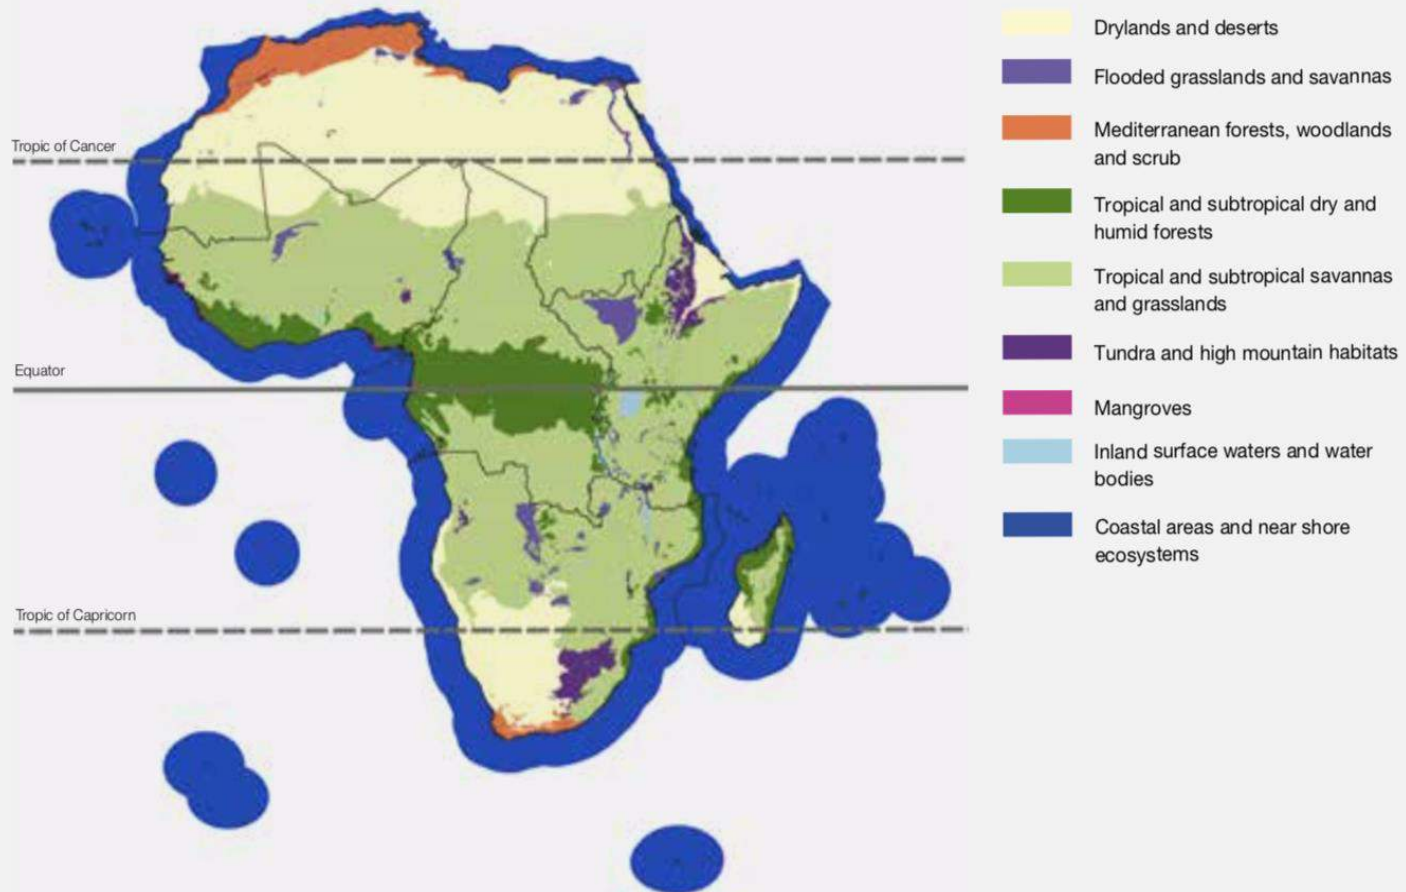 Tropic of Cancer
Equator
Tropic of Capricorn
Drylands and deserts
Flooded grasslands and savannas
Mediterranean forests, woodlands
and scrub
Tropical and subtropical dry and
humid forests
Tropical and subtropical savannas
and grasslands
Tundra and high mountain habitats
Mangroves
Inland surface waters and water
bodies
Coastal areas and near shore
ecosystems